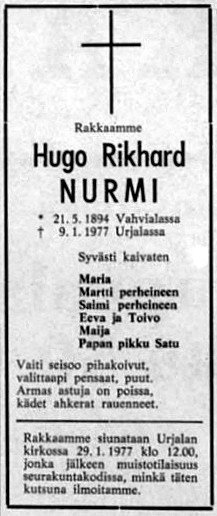 Rakkaamme
Hugo Rikhard
NURMI
* 21. 5. 1894 Vahvialassa
† 9. 1. 1977 Urjalassa
Syvästi kaivaten
Maria
Martti perheineen
Saimi perheineen
Eeva ja Toivo
Maija
Papan pikku Satu
Vaiti seisoo pihakoivut,
valittaapi pensaat, puut.
Armas astuja on poissa,
kädet ahkerat rauenneet.
Rakkaamme siunataan Urjalan
kirkossa 29. 1. 1977 klo 12.00,
jonka jälkeen muistotilaisuus
seurakuntakodissa, minkä täten
kutsuna ilmoitamme.